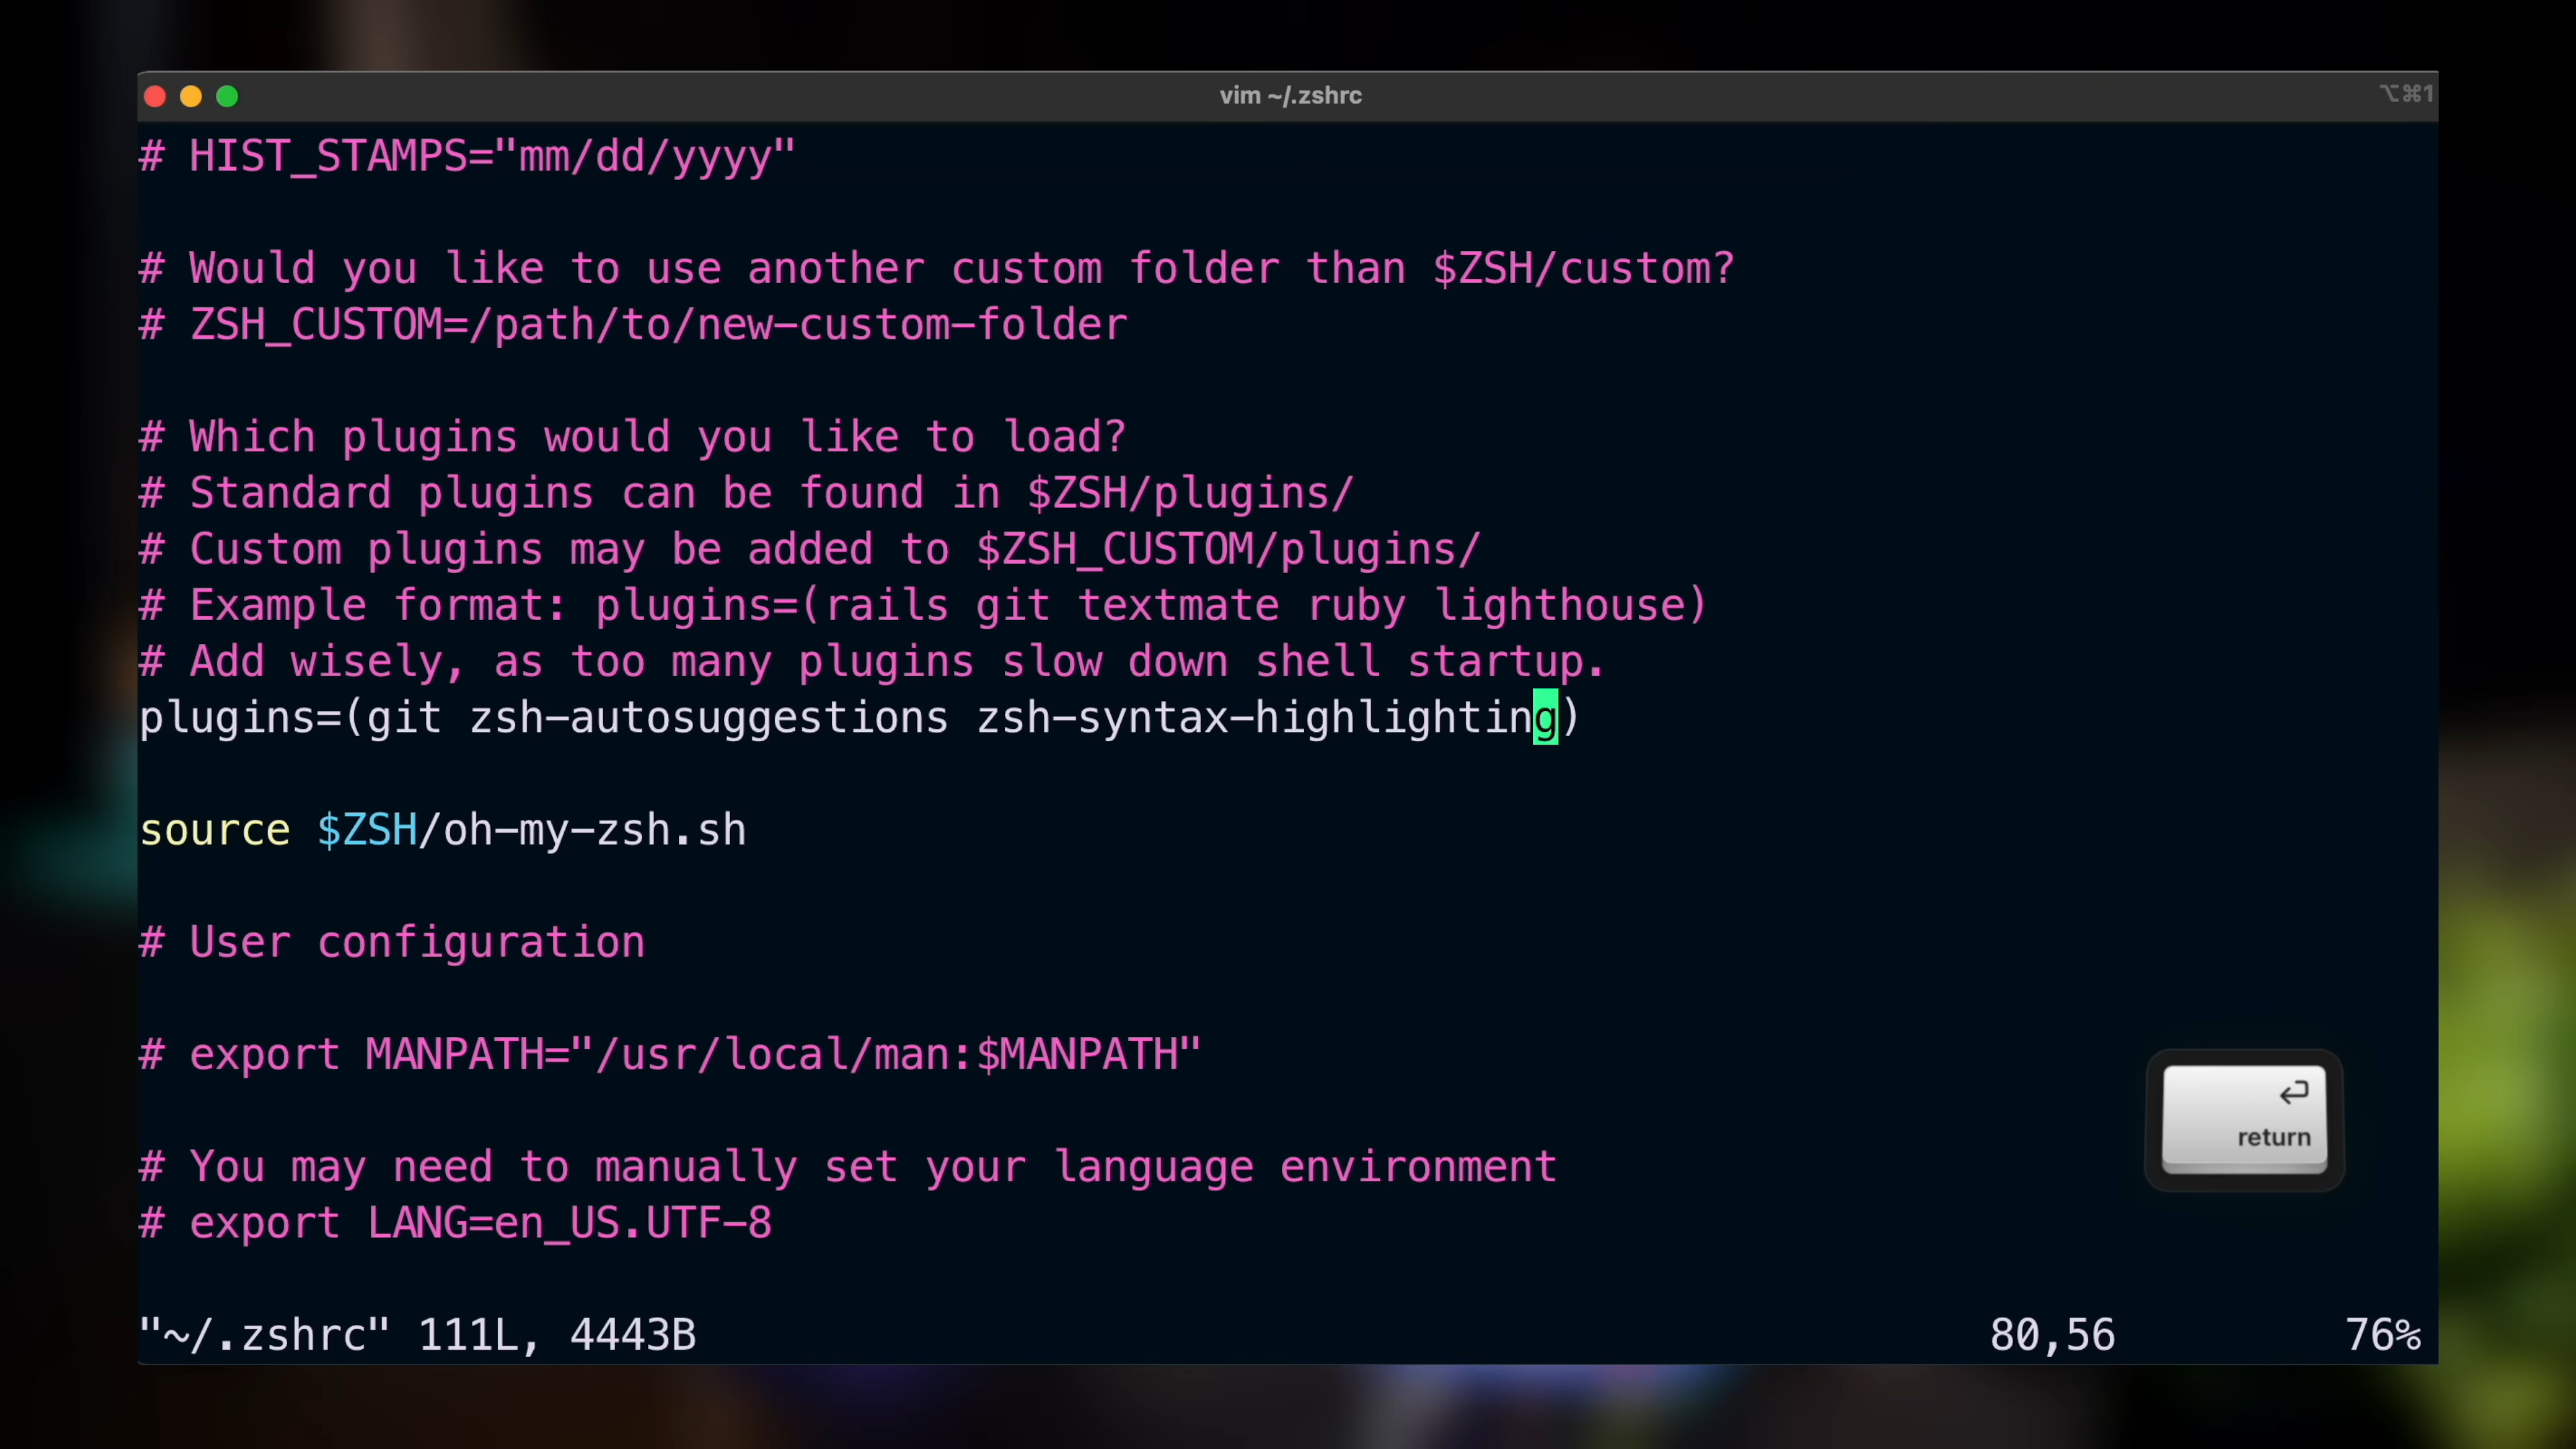 vim ~/.zshrc
⌥⌘1
# HIST_STAMPS="mm/dd/yyyy"
# Would you like to use another custom folder than $ZSH/custom?
# ZSH_CUSTOM=/path/to/new-custom-folder
# Which plugins would you like to load?
# Standard plugins can be found in $ZSH/plugins/
# Custom plugins may be added to $ZSH_CUSTOM/plugins/
# Example format: plugins=(rails git textmate ruby lighthouse)
# Add wisely, as too many plugins slow down shell startup.
plugins=(git zsh-autosuggestions zsh-syntax-highlighting)
source $ZSH/oh-my-zsh.sh
# User configuration
# export MANPATH="/usr/local/man:$MANPATH"
# You may need to manually set your language environment
# export LANG=en_US.UTF-8
return
"~/.zshrc" 111L, 4443B 80,56 76%